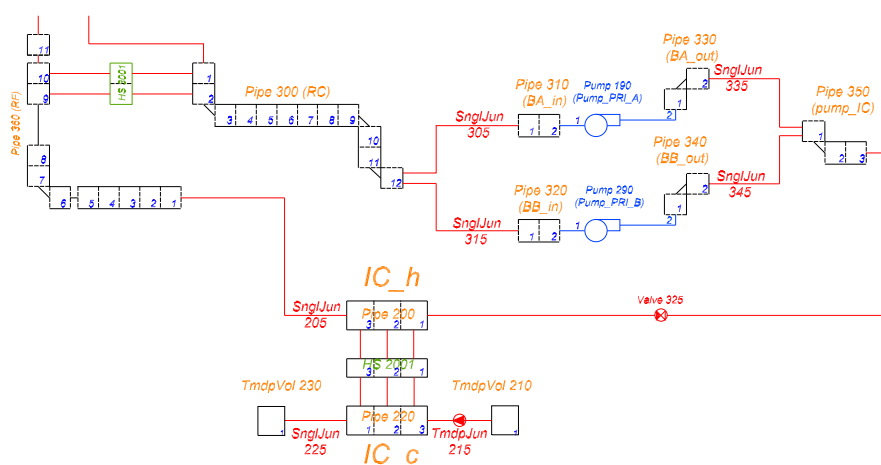 Pipe 330
(BA_out)
SnglJun
335
Pipe 310
(BA_in)
Pump 190
(Pump_PRI_A)
Pipe 350
(pump_IC)
11
10
9
HS 3001
1
2
Pipe 300 (RC)
3 4 5 6 7 8 9
10
11
12
SnglJun
305
1 2
1
2
1
2
Pipe 360 (RF)
8
7
6 5 4 3 2 1
Pipe 340
(BB_out)
1
2 3
SnglJun
345
Pipe 320
(BB_in)
Pump 290
(Pump_PRI_B)
SnglJun
315
1 2
1
2
1
2
IC_h
SnglJun
205
Pipe 200
3 2 1
Valve 325
HS 2001
3 2 1
TmdpVol 230
TmdpVol 210
1
SnglJun
225
Pipe 220
1 2 3
TmdpJun
215
1
IC_c